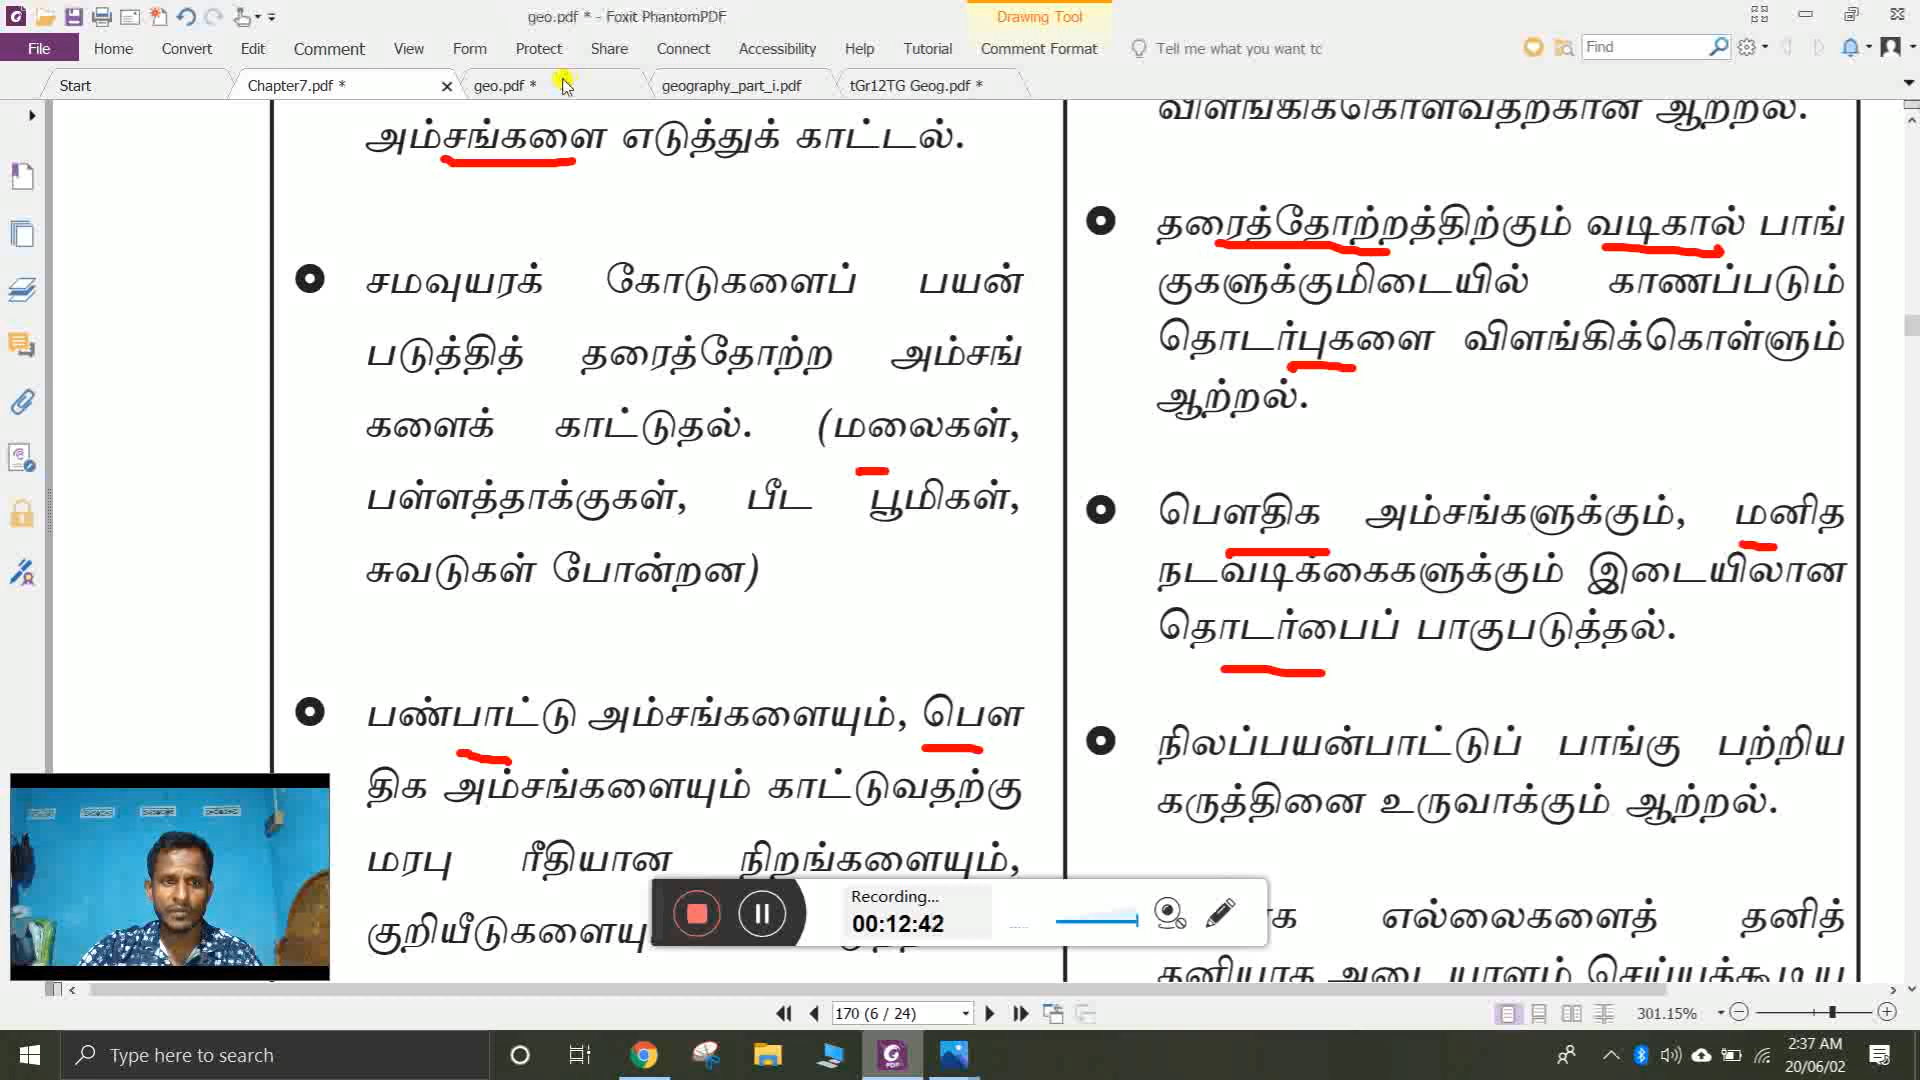 geo.pdf * - Foxit PhantomPDF
Drawing Tool
File Home Convert Edit Comment View Form Protect Share Connect Accessibility Help Tutorial Comment Format Tell me what you want to Find
Start Chapter7.pdf * geo.pdf * geography_part_i.pdf tGr12TG Geog.pdf *
அம்சங்களை எடுத்துக் காட்டல்.
சமவுயரக் கோடுகளைப் பயன்
படுத்தித் தரைத்தோற்ற அம்சங்
களைக் காட்டுதல். (மலைகள்,
பள்ளத்தாக்குகள், பீட பூமிகள்,
சுவடுகள் போன்றன)
பண்பாட்டு அம்சங்களையும், பௌ
திக அம்சங்களையும் காட்டுவதற்கு
மரபு ரீதியான நிறங்களையும்,
விளங்கிக்கொள்வதற்கான ஆற்றல்.
தரைத்தோற்றத்திற்கும் வடிகால் பாங்
குகளுக்குமிடையில் காணப்படும்
தொடர்புகளை விளங்கிக்கொள்ளும்
ஆற்றல்.
பௌதிக அம்சங்களுக்கும், மனித
நடவடிக்கைகளுக்கும் இடையிலான
தொடர்பைப் பாகுபடுத்தல்.
நிலப்பயன்பாட்டுப் பாங்கு பற்றிய
கருத்தினை உருவாக்கும் ஆற்றல்.
எல்லைகளைத் தனித்
தனியாக அடையாளம் செய்யக்கூடிய
Recording...
00:12:42
170 (6 / 24)
301.15%
Type here to search
2:37 AM
20/06/02